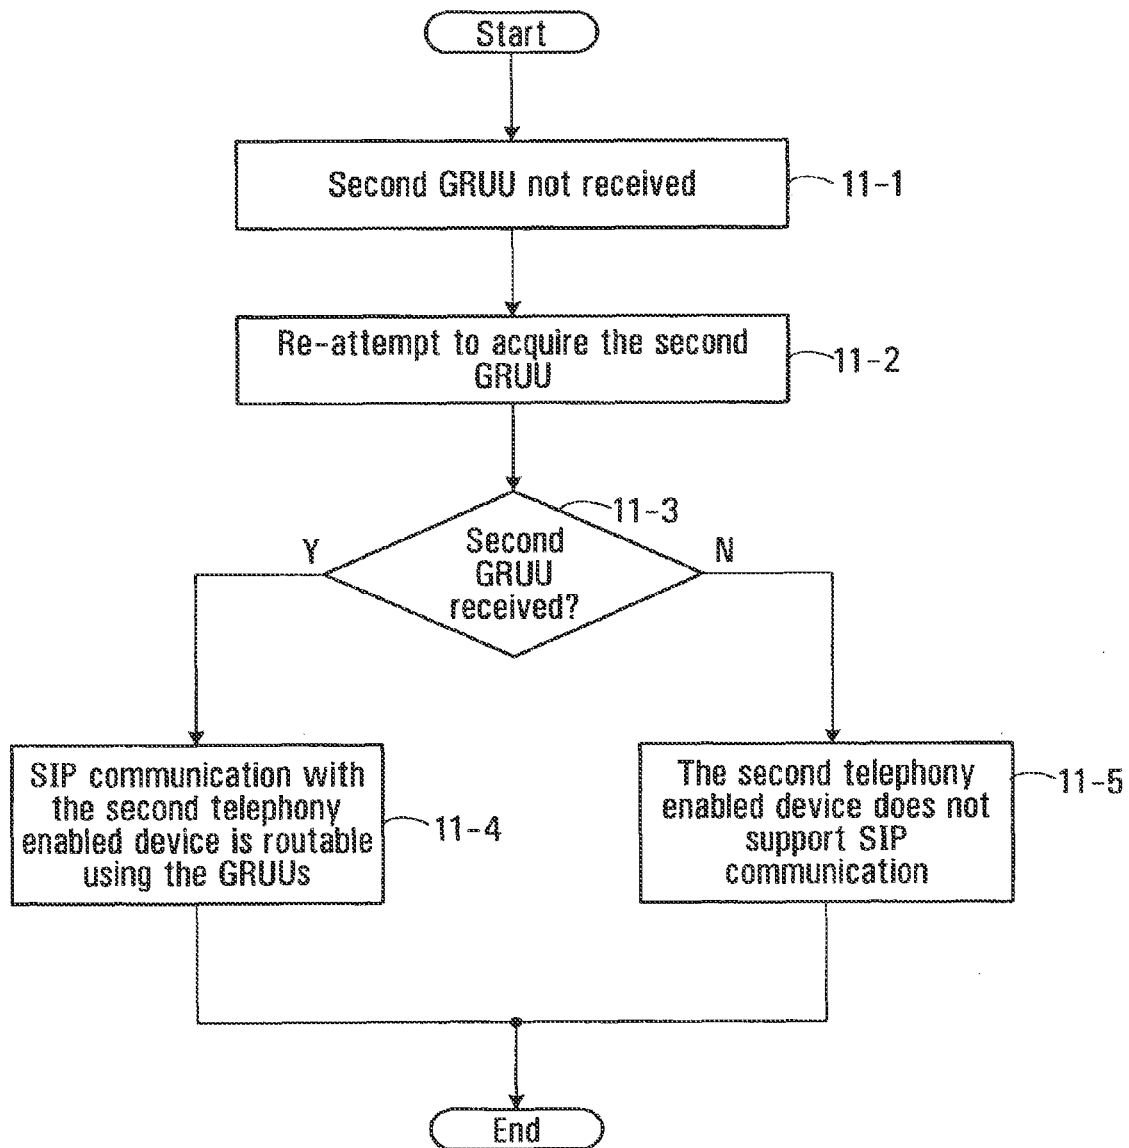 Start
Second GRUU not received
11-1
Re-attempt to acquire the second
GRUU
11-2
11-3
Second
GRUU
received?
Y
N
SIP communication with
the second telephony
enabled device is routable
using the GRUUs
11-4
The second telephony
enabled device does not
support SIP
communication
11-5
End